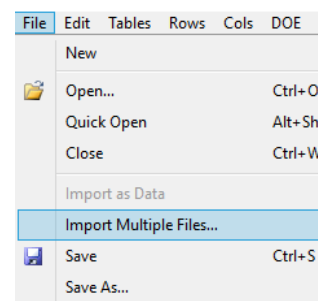 File Edit Tables Rows Cols DOE
New
Open... Ctrl+O
Quick Open Alt+Sh
Close Ctrl+W
Import as Data
Import Multiple Files...
Save Ctrl+S
Save As...